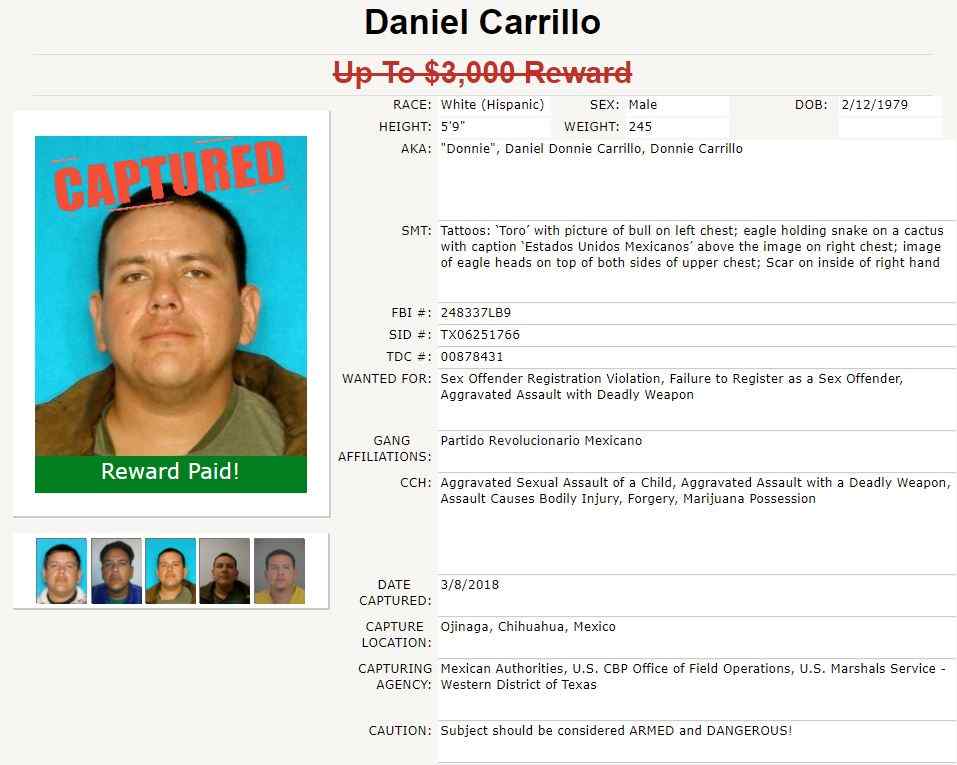 Daniel Carrillo
Up To $3,000 Reward
RACE: White (Hispanic) SEX: Male DOB: 2/12/1979
HEIGHT: 5'9" WEIGHT: 245
AKA: "Donnie", Daniel Donnie Carrillo, Donnie Carrillo
CAPTURED
SMT: Tattoos: 'Toro' with picture of bull on left chest; eagle holding snake on a cactus
with caption 'Estados Unidos Mexicanos' above the image on right chest; image
of eagle heads on top of both sides of upper chest; Scar on inside of right hand
FBI #: 248337LB9
SID #: TX06251766
TDC #: 00878431
WANTED FOR: Sex Offender Registration Violation, Failure to Register as a Sex Offender,
Aggravated Assault with Deadly Weapon
GANG
AFFILIATIONS:
Partido Revolucionario Mexicano
Reward Paid!
CCH: Aggravated Sexual Assault of a Child, Aggravated Assault with a Deadly Weapon,
Assault Causes Bodily Injury, Forgery, Marijuana Possession
DATE
CAPTURED:
3/8/2018
CAPTURE
LOCATION:
Ojinaga, Chihuahua, Mexico
CAPTURING
AGENCY:
Mexican Authorities, U.S. CBP Office of Field Operations, U.S. Marshals Service -
Western District of Texas
CAUTION: Subject should be considered ARMED and DANGEROUS!